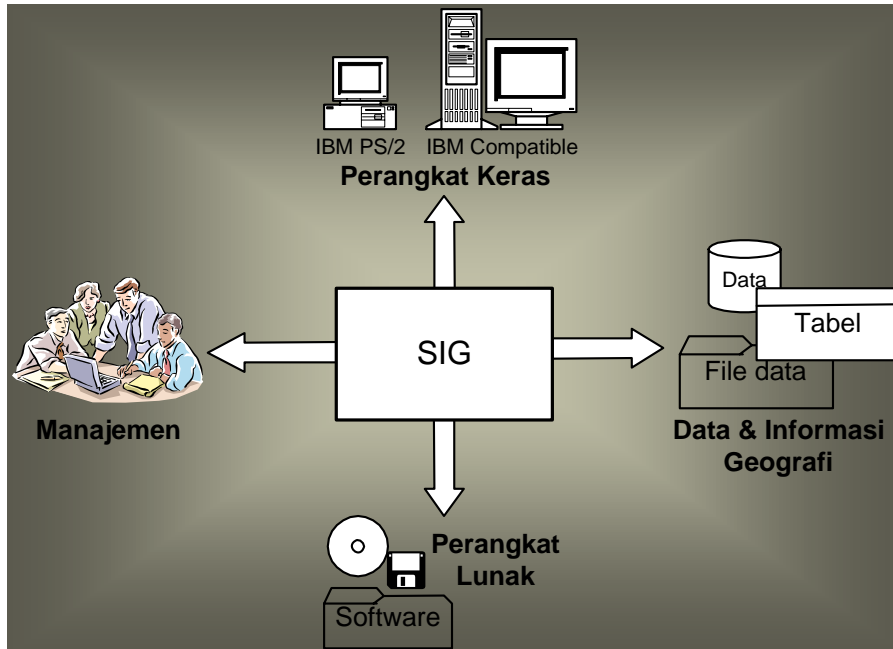 IBM PS/2 IBM Compatible
Perangkat Keras
Data
Tabel
File data
Data & Informasi
Geografi
SIG
Manajemen
Perangkat
Lunak
Software